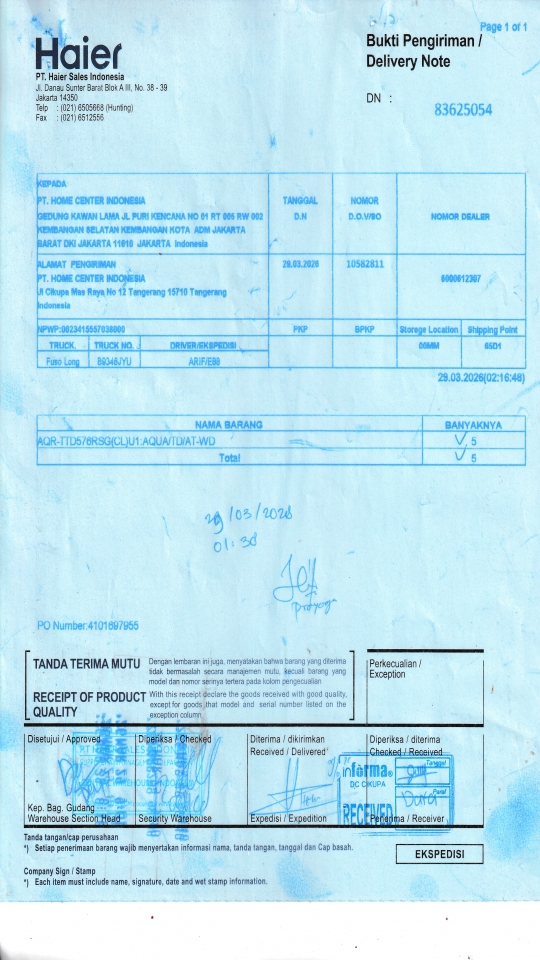 Page 1 of 1
Haier
PT. Haier Sales Indonesia
Jl. Danau Sunter Barat Blok A III, No. 38 - 39
Jakarta 14350
Telp : (021) 6505668 (Hunting)
Fax : (021) 6512556
Bukti Pengiriman /
Delivery Note
DN :
83625054
KEPADA
PT. HOME CENTER INDONESIA
GEDUNG KAWAN LAMA JL PURI KENCANA NO 01 RT 005 RW 002
KEMBANGAN SELATAN KEMBANGAN KOTA ADM JAKARTA
BARAT DKI JAKARTA 11610 JAKARTA Indonesia
TANGGAL
D.N
NOMOR
D.O.V/SO
NOMOR DEALER
ALAMAT PENGIRIMAN
PT. HOME CENTER INDONESIA
Jl Cikupa Mas Raya No 12 Tangerang 15710 Tangerang
Indonesia
29.03.2026
10582811
PKP
BPKP
Storage Location
Shipping Point
TRUCK.
TRUCK NO.
DRIVER/EKSPEDISI
Fuso Long
B9346JYU
65D1
29.03.2026(02:16:48)
NAMA BARANG
BANYAKNYA
AQR-TTD576RSG(CL)U1:AQUA/TD/AT-WD
5
Total
5
29/03/2026
01:38
PO Number:4101697955
TANDA TERIMA MUTU
Dengan lembaran ini juga, menyatakan bahwa barang yang diterima
tidak bermasalah secara manajemen mutu, kecuali barang yang
model dan nomor serinya tertera pada kolom pengecualian
RECEIPT OF PRODUCT
QUALITY
With this receipt declare the goods received with good quality,
except for goods that model and serial number listed on the
exception column
Perkecualian /
Exception
Disetujui / Approved
Diperiksa / Checked
Diterima / dikirimkan
Received / Delivered
Diperiksa / diterima
Checked / Received
informa
DC CIKUPA
RECEIVED
Tanggal
Paraf
Kep. Bag. Gudang
Warehouse Section Head
Security Warehouse
Expedisi / Expedition
Penerima / Receiver
Tanda tangan/cap perusahaan
*) Setiap penerimaan barang wajib menyertakan informasi nama, tanda tangan, tanggal dan Cap basah.
EKSPEDISI
Company Sign / Stamp
*) Each item must include name, signature, date and wet stamp information.